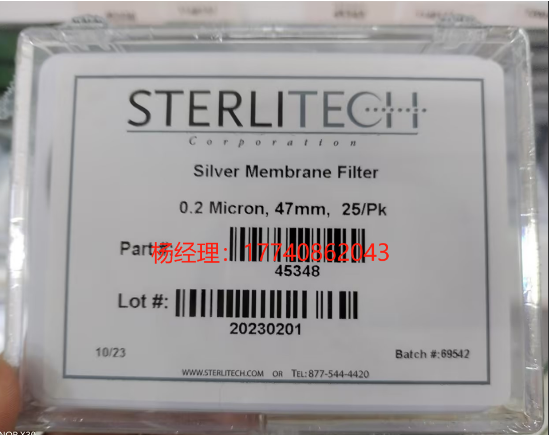 STERLITECH
Corporation
Silver Membrane Filter
0.2 Micron, 47mm, 25/Pk
Part#
杨经理：17740862043
45348
Lot #:
20230201
10/23
Batch #:69542
WWW.STERLITECH.COM OR TEL:877-544-4420